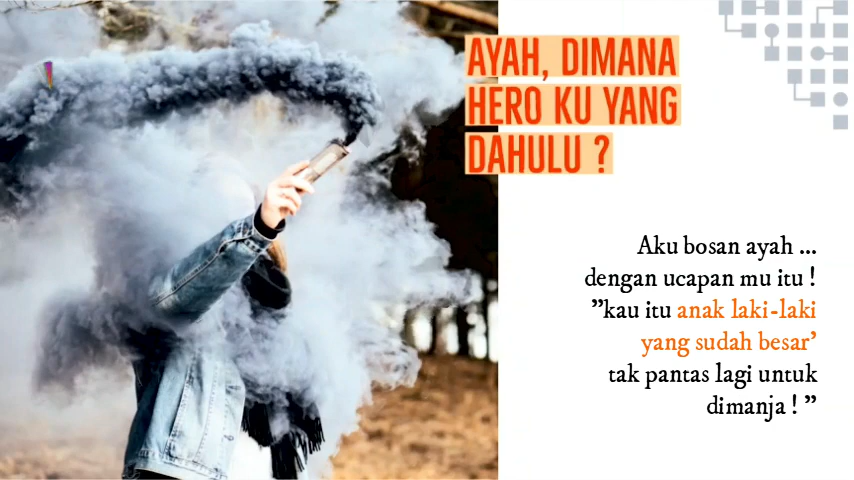 AYAH, DIMANA
HERO KU YANG
DAHULU ?
Aku bosan ayah ...
dengan ucapan mu itu !
"kau itu anak laki-laki
yang sudah besar'
tak pantas lagi untuk
dimanja ! "